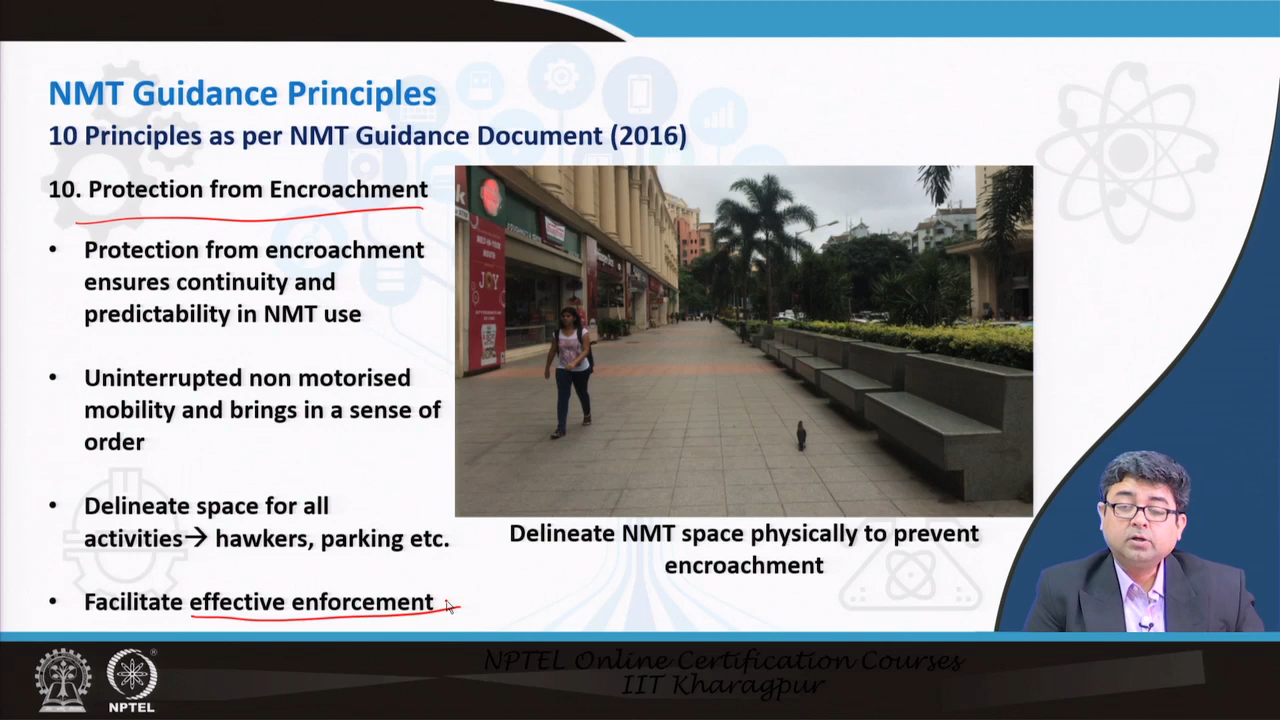 NMT Guidance Principles
10 Principles as per NMT Guidance Document (2016)
10. Protection from Encroachment
• Protection from encroachment
ensures continuity and
predictability in NMT use
• Uninterrupted non motorised
mobility and brings in a sense of
order
• Delineate space for all
activities→ hawkers, parking etc.
• Facilitate effective enforcement
JOY
Delineate NMT space physically to prevent
encroachment
NPTEL Online Certification Courses
IIT Kharagpur
NPTEL